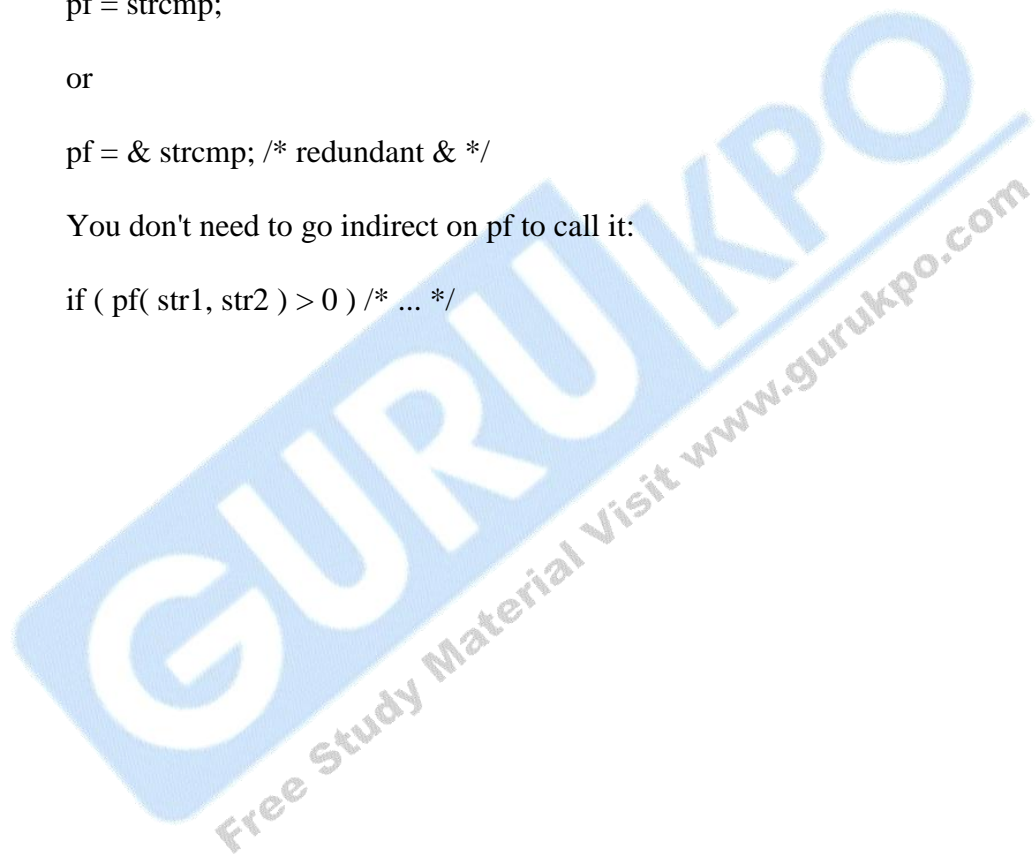 pf = strcmp;
or
pf = & strcmp; /* redundant & */
You don't need to go indirect on pf to call it:
if ( pf( str1, str2 ) > 0 ) /* ... */
GURUKPO
Free Study Material Visit www.gurukpo.com